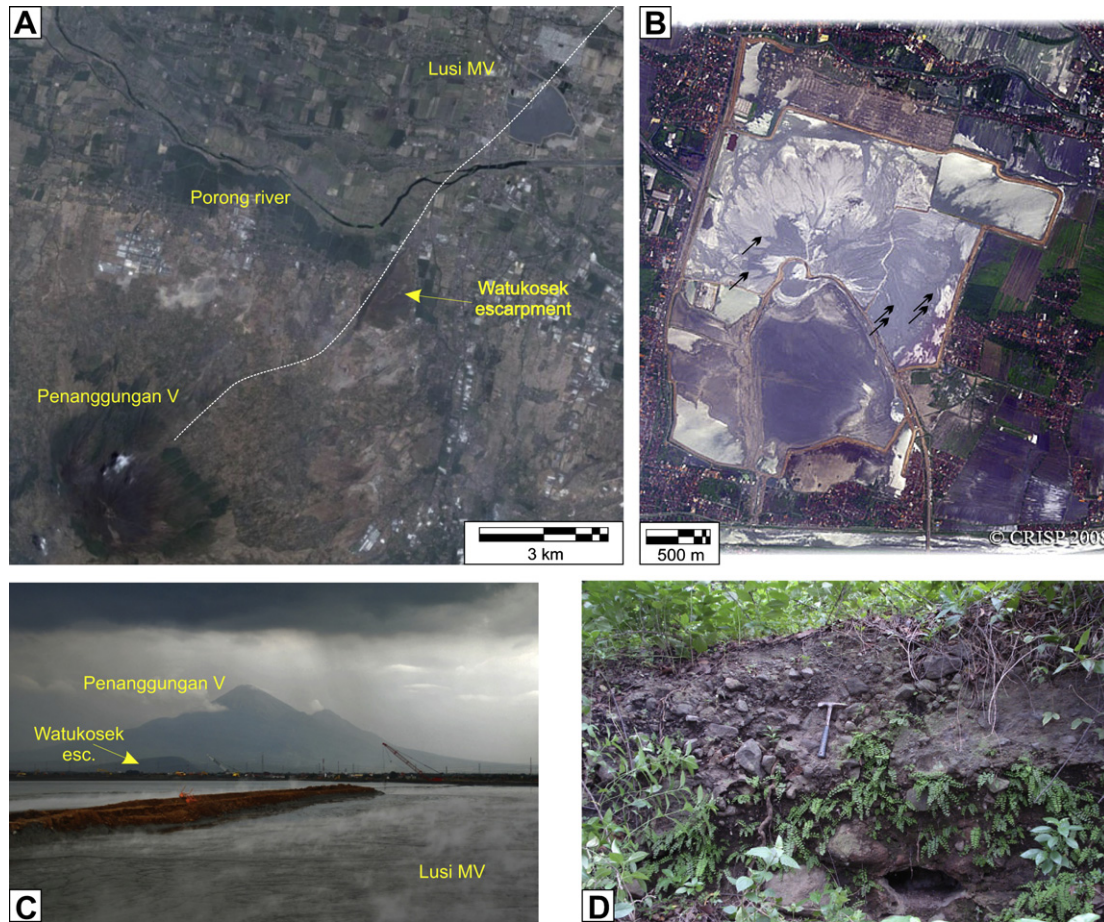 A
Lusi MV
Porong river
Watukosek
escarpment
Penanggungan V
3 km
B
500 m
© CRISP 2008
Penanggungan V
Watukosek
esc.
Lusi MV
C
D